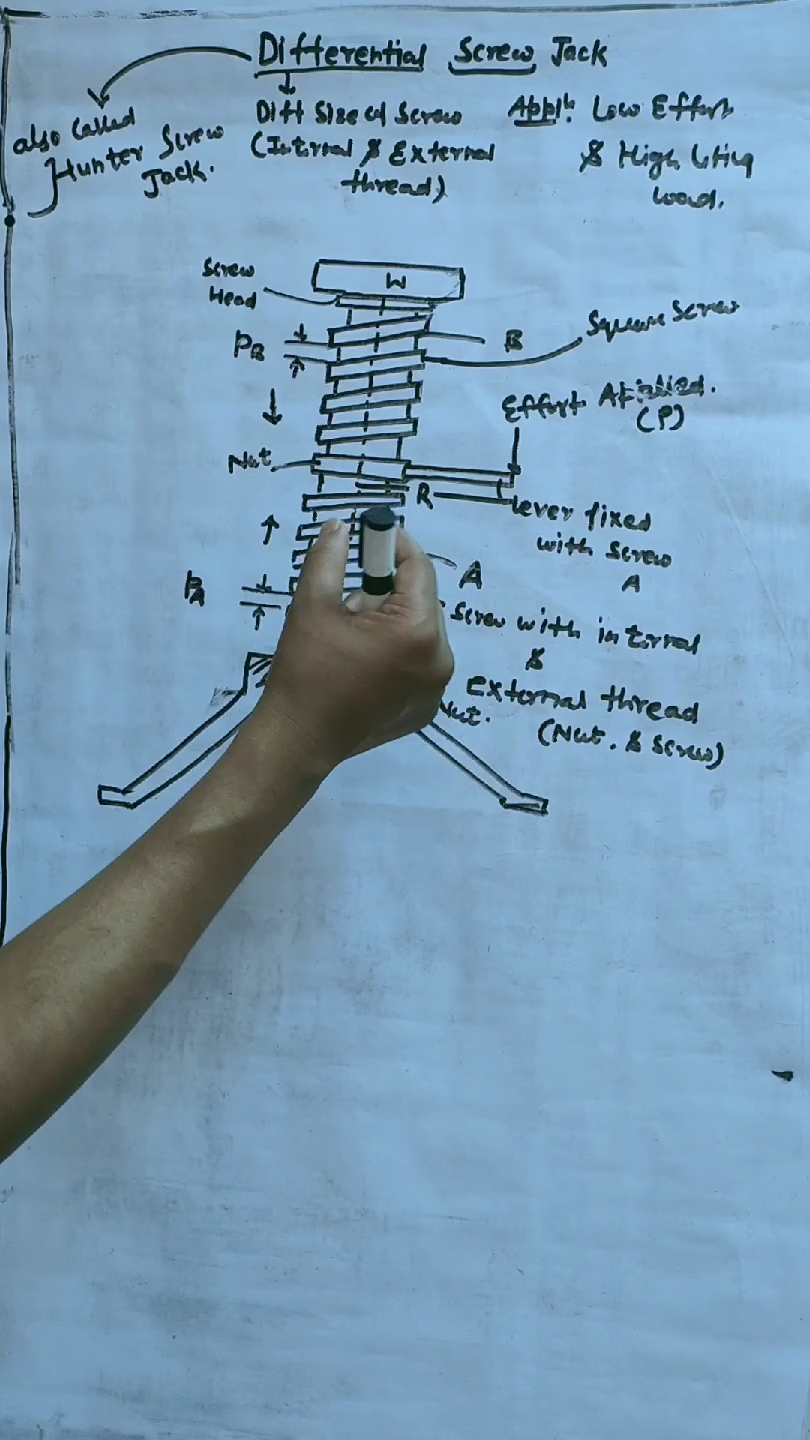 Differential Screw Jack
also called
Hunter Screw
Jack.
Diff Size of Screw
(Internal & External
thread)
Appl: Low Effort
& High lifting
Load.
Screw
Head
W
PB
B
Square Screw
Effort Applied.
(P)
Nut
R
lever fixed
with screw
A
A
PA
Screw with internal
&
External thread
(Nut. & Screw)
Nut.